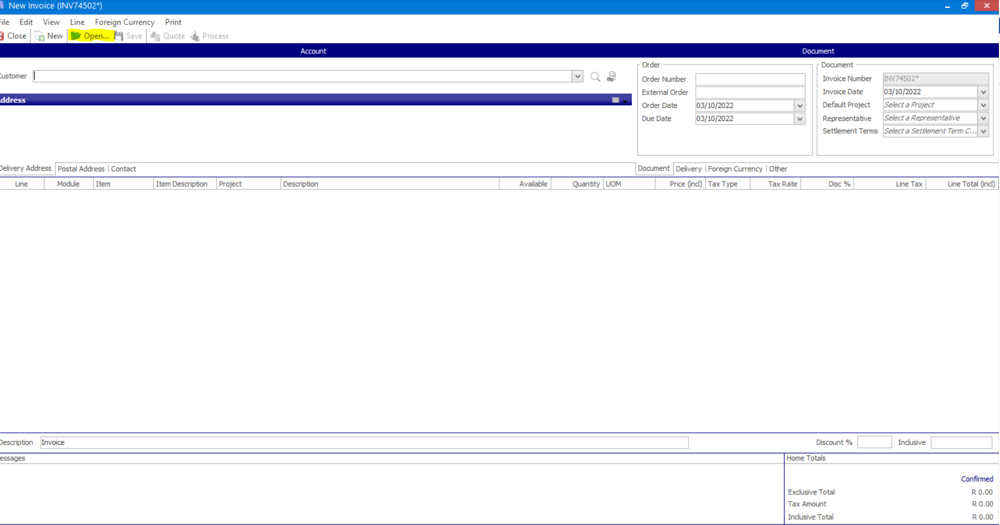 New Invoice (INV74502*)
File Edit View Line Foreign Currency Print
Close New Open... Save Quote Process
Account Document
Customer
Address
Order
Order Number
External Order
Order Date 03/10/2022
Due Date 03/10/2022
Document
Invoice Number INV74502*
Invoice Date 03/10/2022
Default Project Select a Project
Representative Select a Representative
Settlement Terms Select a Settlement Term C...
Delivery Address Postal Address | Contact
Document Delivery | Foreign Currency | Other
Line Module Item Item Description Project Description Available Quantity UOM Price (incl) Tax Type Tax Rate Disc % Line Tax Line Total (incl)
Description Invoice Discount % Inclusive
essages
Home Totals
Confirmed
Exclusive Total R 0.00
Tax Amount R 0.00
Inclusive Total R 0.00